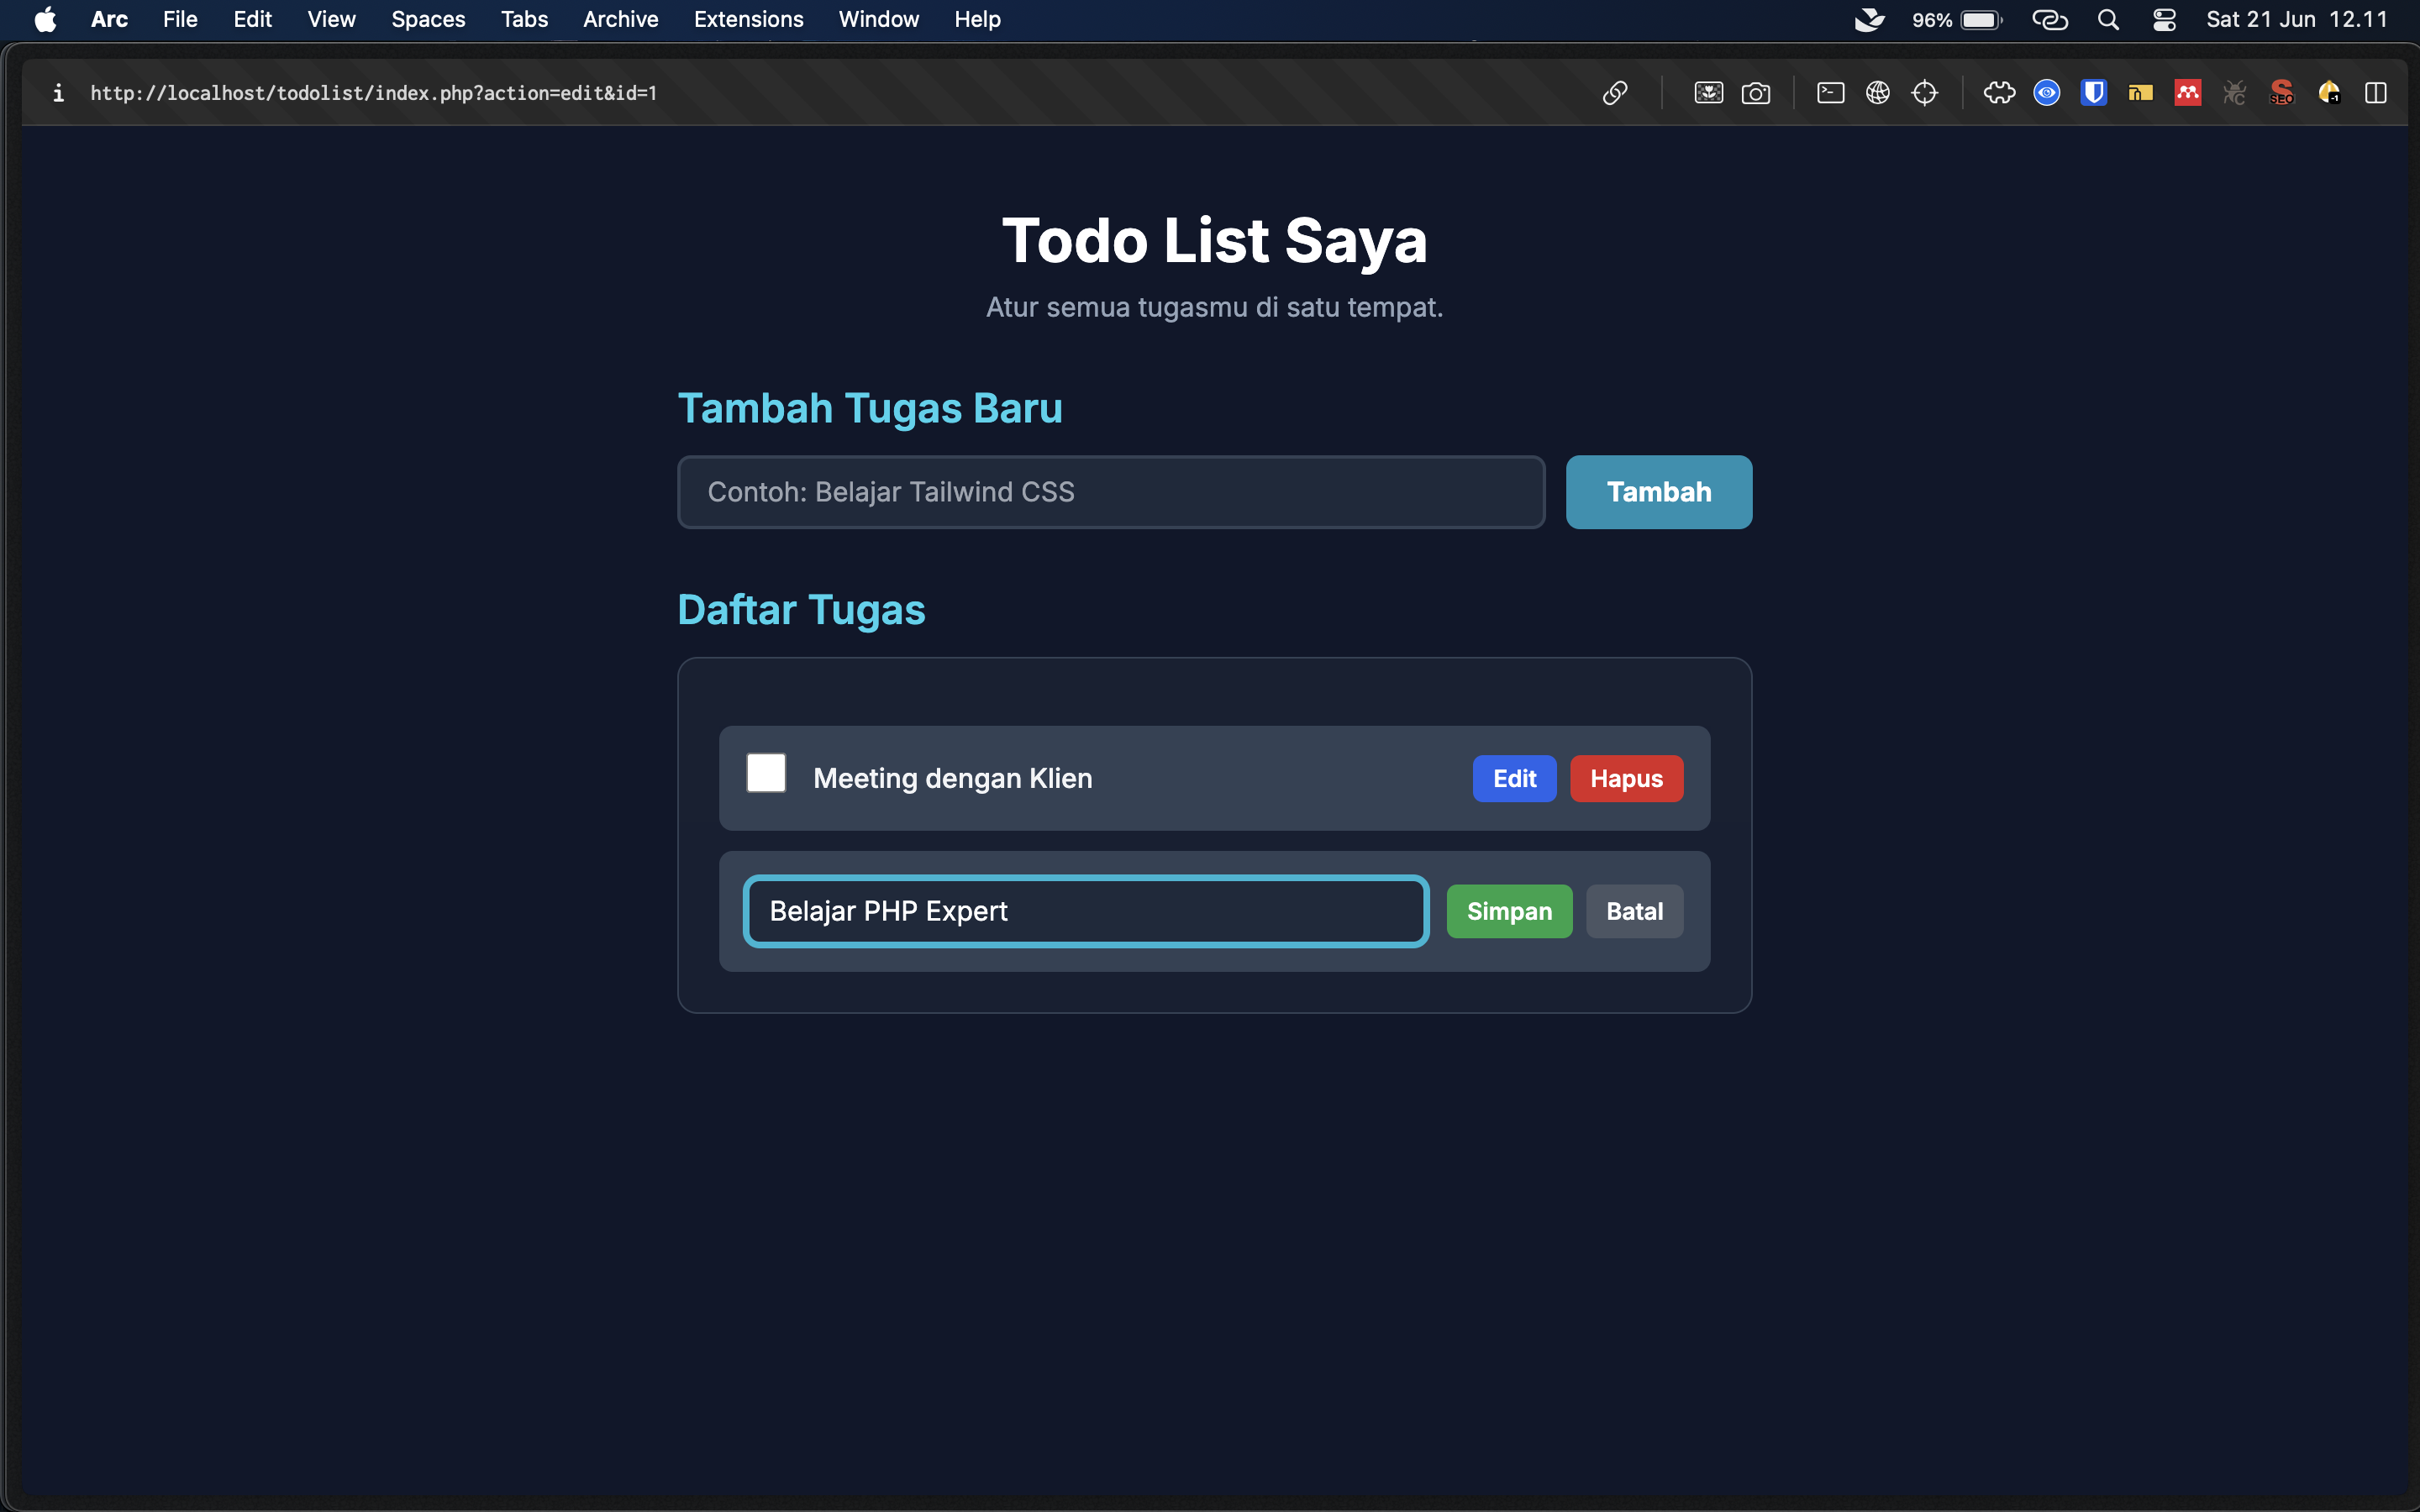 Arc File Edit View Spaces Tabs Archive Extensions Window Help 96% Sat 21 Jun 12.11
http://localhost/todolist/index.php?action=edit&id=1 SEO -1
Todo List Saya
Atur semua tugasmu di satu tempat.
Tambah Tugas Baru
Contoh: Belajar Tailwind CSS Tambah
Daftar Tugas
Meeting dengan Klien Edit Hapus
Belajar PHP Expert Simpan Batal